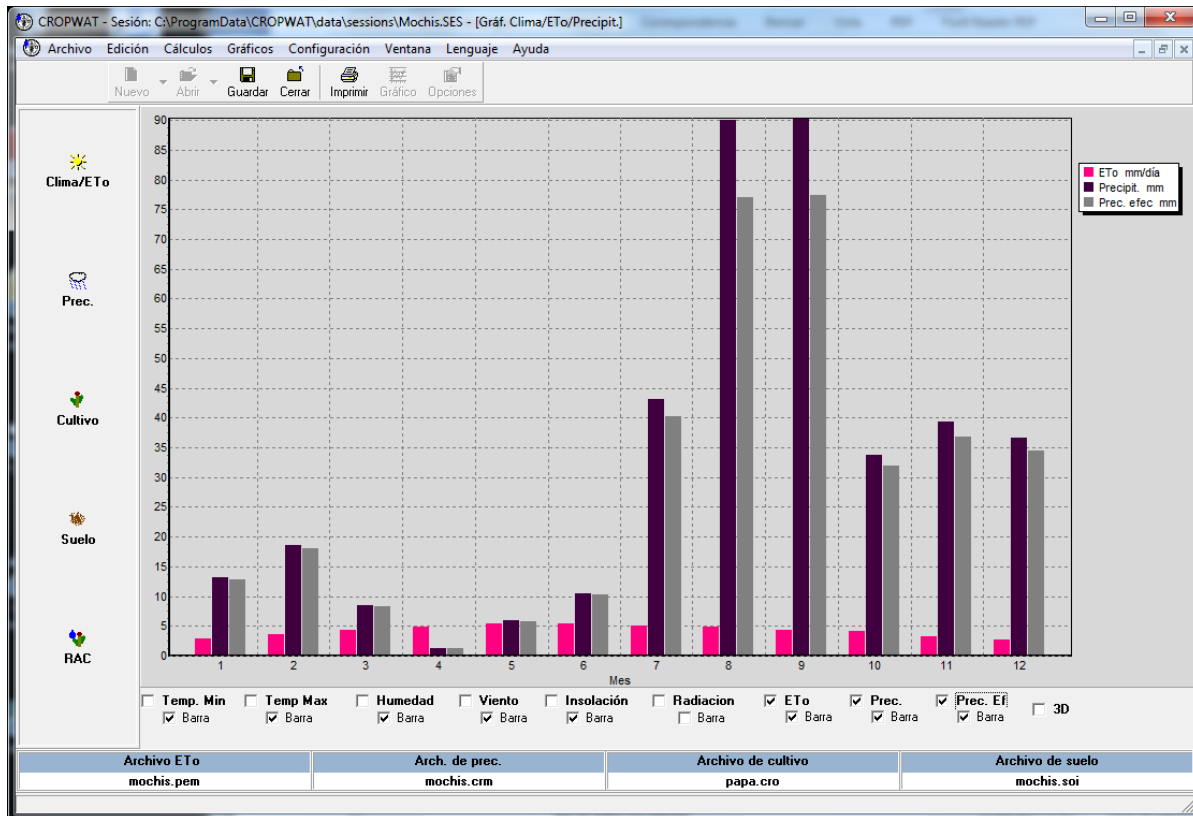 CROPWAT - Sesión: C:\ProgramData\CROPWAT\data\sessions\Mochis.SES - [Gráf. Clima/ETo/Precipit.]
Archivo Edición Cálculos Gráficos Configuración Ventana Lenguaje Ayuda
Nuevo Abrir Guardar Cerrar Imprimir Gráfico Opciones
Clima/ETo
Prec.
Cultivo
Suelo
RAC
90
85
80
75
70
65
60
55
50
45
40
35
30
25
20
15
10
5
0
1 2 3 4 5 6 7 8 9 10 11 12
Mes
ETo mm/día
Precipit. mm
Prec. efec mm
Temp. Min Temp Max Humedad Viento Insolación Radiacion ETo Prec. Prec. Ef 3D
Barra Barra Barra Barra Barra Barra Barra Barra Barra
Archivo ETo Arch. de prec. Archivo de cultivo Archivo de suelo
mochis.pem mochis.crm papa.cro mochis.soi